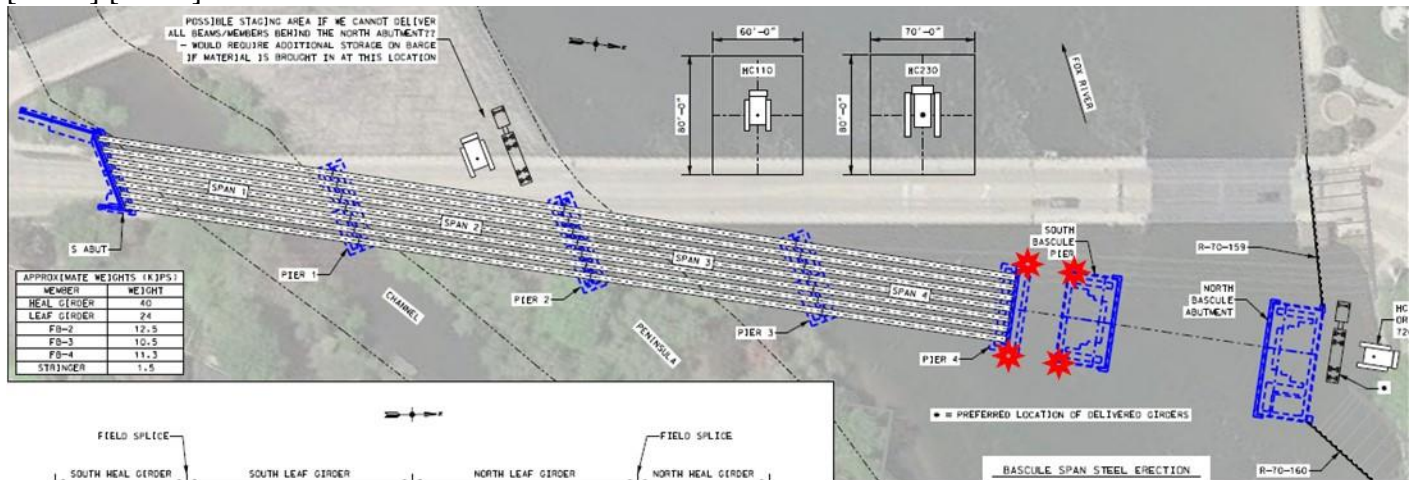 POSSIBLE STAGING AREA IF WE CANNOT DELIVER
ALL BEAMS/MEMBERS BEHIND THE NORTH ABUTMENT??
- WOULD REQUIRE ADDITIONAL STORAGE ON BARGE
IF MATERIAL IS BROUGHT IN AT THIS LOCATION
60'-0"
70'-0"
HC110
HC230
80'-0"
80'-0"
FOX RIVER
SPAN 1
SPAN 2
SPAN 3
SPAN 4
S ABUT
PIER 1
PIER 2
PIER 3
PIER 4
CHANNEL
PENINSULA
SOUTH
BASCULE
PIER
R-70-159
NORTH
BASCULE
ABUTMENT
HC
OR
APPROXIMATE WEIGHTS (KIPS)
MEMBER WEIGHT
HEAL GIRDER 40
LEAF GIRDER 24
FB-2 12.5
FB-3 10.5
FB-4 11.3
STRINGER 1.5
* = PREFERRED LOCATION OF DELIVERED GIRDERS
BASCULE SPAN STEEL ERECTION
R-70-160
FIELD SPLICE
FIELD SPLICE
SOUTH HEAL GIRDER
SOUTH LEAF GIRDER
NORTH LEAF GIRDER
NORTH HEAL GIRDER